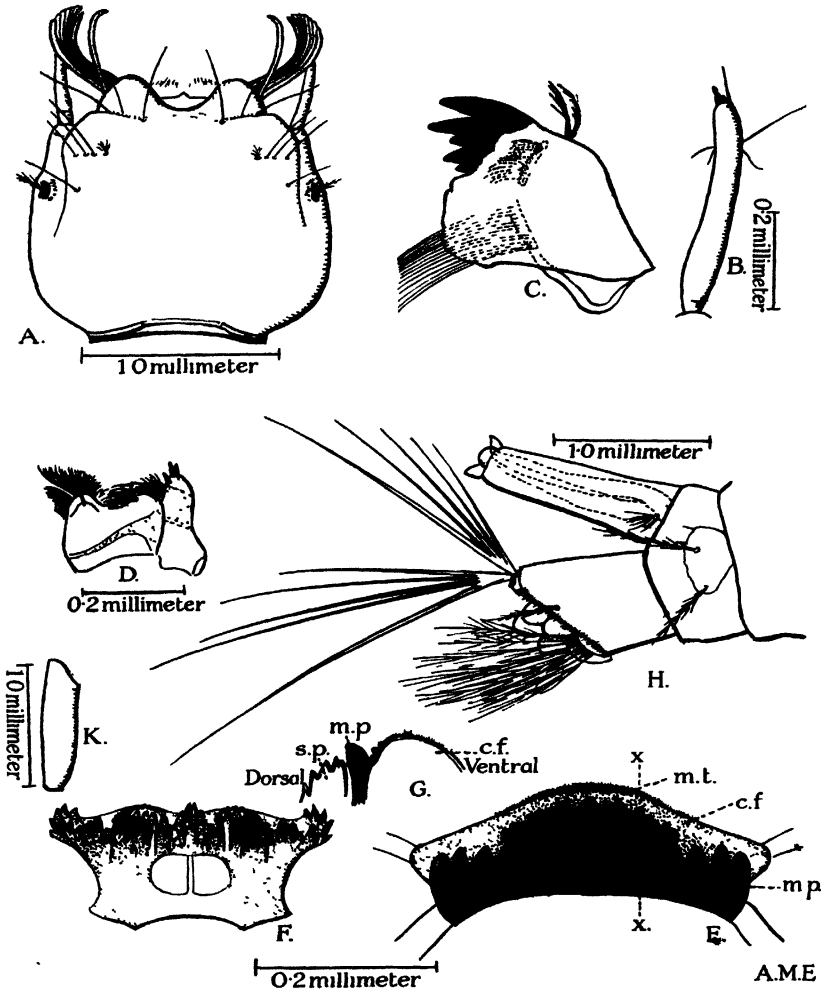 A.
1 0 millimeter
C.
B.
0·2 millimeter
D.
0·2 millimeter
1·0 millimeter
H.
1 0 millimeter
K.
m.p
s.p.
Dorsal
c.f.
Ventral
G.
x
m.t.
c.f
m p
x.
E.
F.
0·2 millimeter
A.M.E